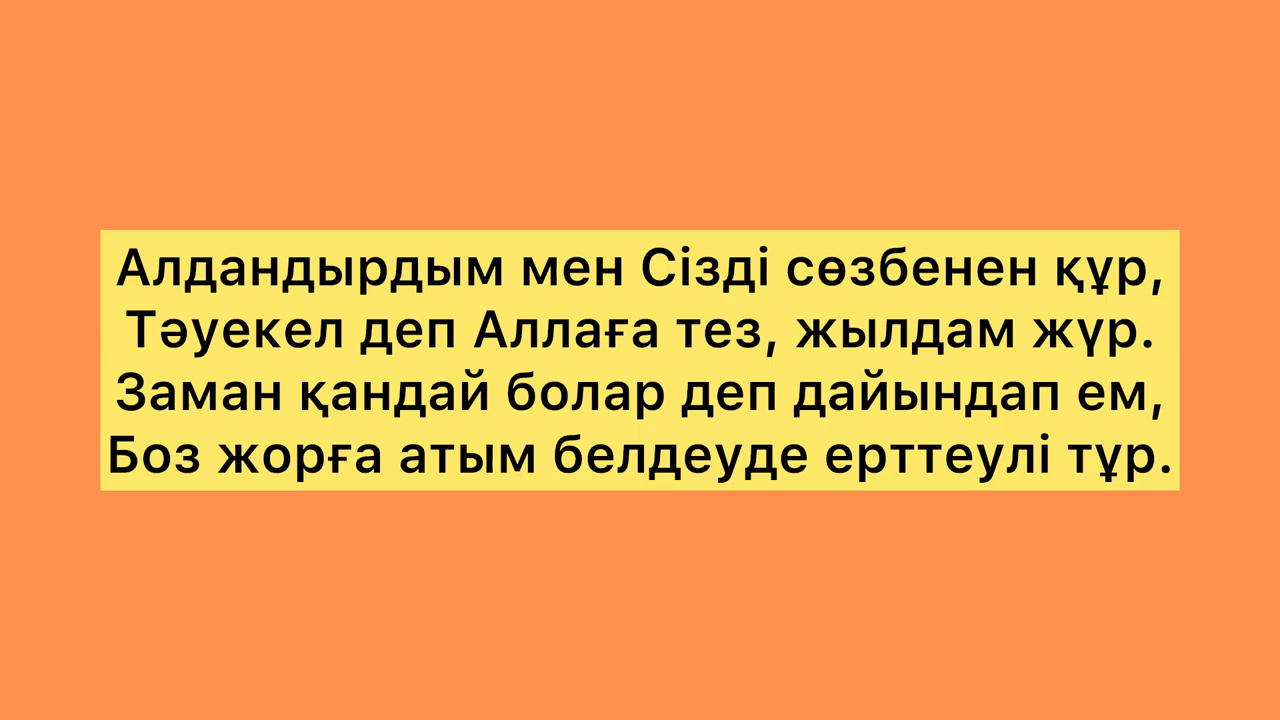 Алдандырдым мен Сізді сөзбенен құр,
Тәуекел деп Аллаға тез, жылдам жүр.
Заман қандай болар деп дайындап ем,
Боз жорға атым белдеуде ерттеулі тұр.